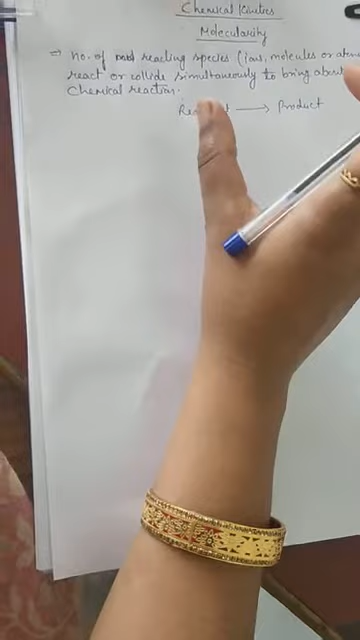 Chemical Kinetics
Molecularity
⇒ no. of reacting species (ions, molecules or atoms
react or collide simultaneously to bring about
Chemical reaction.
⟶ Product